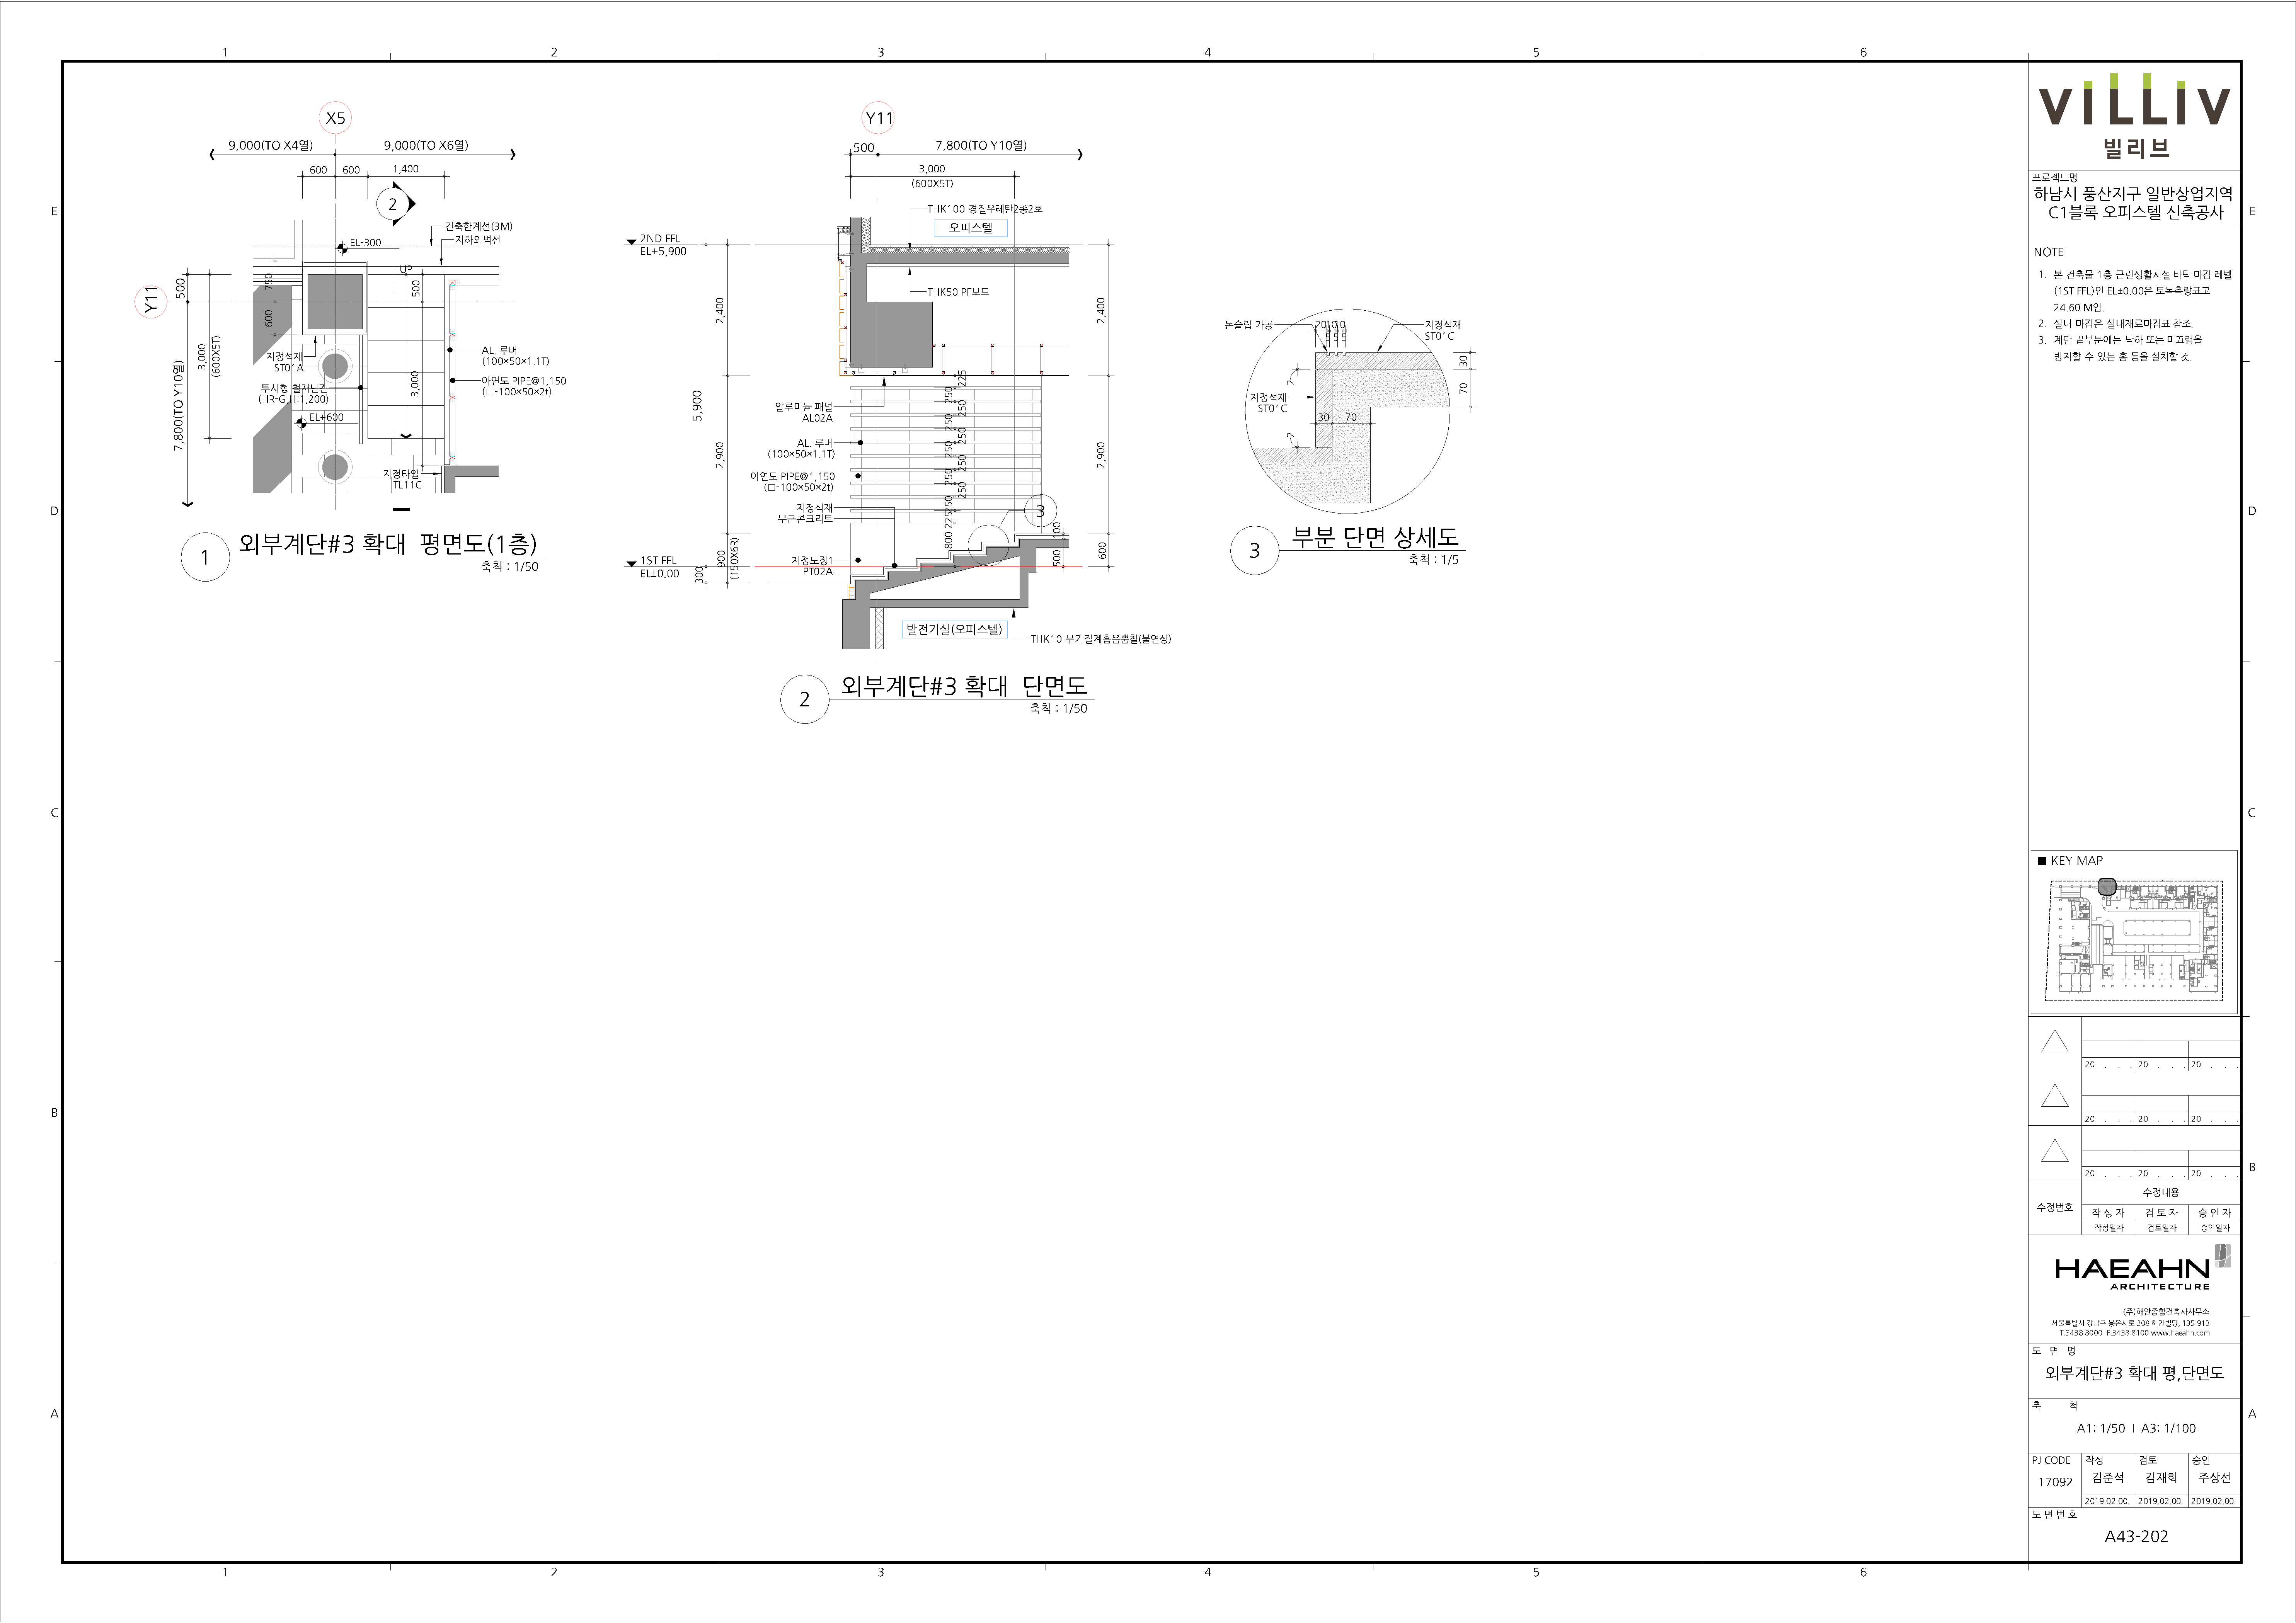 1
2
3
4
5
6
E
D
C
B
A
X5
9,000(TO X4열)
9,000(TO X6열)
600
600
1,400
2
건축한계선(3M)
지하외벽선
EL-300
UP
Y11
500
750
600
500
3,000
(600X5T)
7,800(TO Y10열)
3,000
지정석재
ST01A
투시형 철재난간
(HR-G,H:1,200)
EL+600
AL. 루버
(100×50×1.1T)
아연도 PIPE@1,150
(□-100×50×2t)
지정타일
TL11C
1
외부계단#3 확대 평면도(1층)
축척 : 1/50
Y11
500
7,800(TO Y10열)
3,000
(600X5T)
THK100 경질우레탄2종2호
오피스텔
2ND FFL
EL+5,900
THK50 PF보드
2,400
2,400
5,900
2,900
2,900
알루미늄 패널
AL02A
AL. 루버
(100×50×1.1T)
아연도 PIPE@1,150
(□-100×50×2t)
지정석재
무근콘크리트
225
250
250
250
250
250
250
250
250
250
225
800
3
100
500
600
1ST FFL
EL±0.00
300
900
(150X6R)
지정도장1
PT02A
발전기실(오피스텔)
THK10 무기질계흡음뿜칠(불연성)
2
외부계단#3 확대 단면도
축척 : 1/50
논슬립 가공
20 10 10
5 5 5
지정석재
ST01C
30
70
2
지정석재
ST01C
30
70
2
3
부분 단면 상세도
축척 : 1/5
VILLIV
빌리브
프로젝트명
하남시 풍산지구 일반상업지역
C1블록 오피스텔 신축공사
NOTE
1. 본 건축물 1층 근린생활시설 바닥 마감 레벨
(1ST FFL)인 EL±0.00은 토목측량표고
24.60 M임.
2. 실내 마감은 실내재료마감표 참조.
3. 계단 끝부분에는 낙하 또는 미끄럼을
방지할 수 있는 홈 등을 설치할 것.
■ KEY MAP
20 . . . 20 . . . 20 . . .
20 . . . 20 . . . 20 . . .
20 . . . 20 . . . 20 . . .
수정번호
수정내용
작 성 자 검 토 자 승 인 자
작성일자 검토일자 승인일자
HAEAHN
ARCHITECTURE
(주)해안종합건축사사무소
서울특별시 강남구 봉은사로 208 해안빌딩, 135-913
T.3438 8000 F.3438 8100 www.haeahn.com
도 면 명
외부계단#3 확대 평,단면도
축 척
A1: 1/50 I A3: 1/100
PJ CODE 작성 검토 승인
17092 김준석 김재희 주상선
2019.02.00. 2019.02.00. 2019.02.00.
도 면 번 호
A43-202
E
D
C
B
A
1
2
3
4
5
6